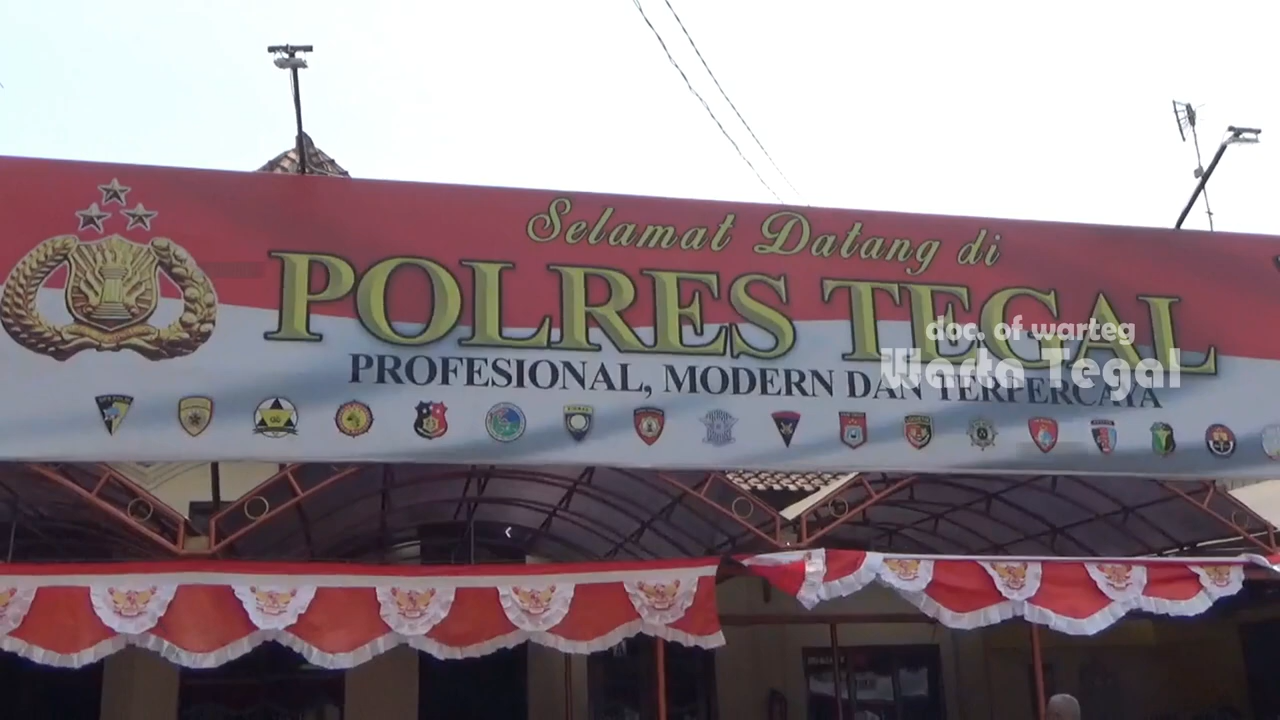 Selamat Datang di
POLRES TEGAL
PROFESIONAL, MODERN DAN TERPERCAYA
doc. of warteg
Warta Tegal